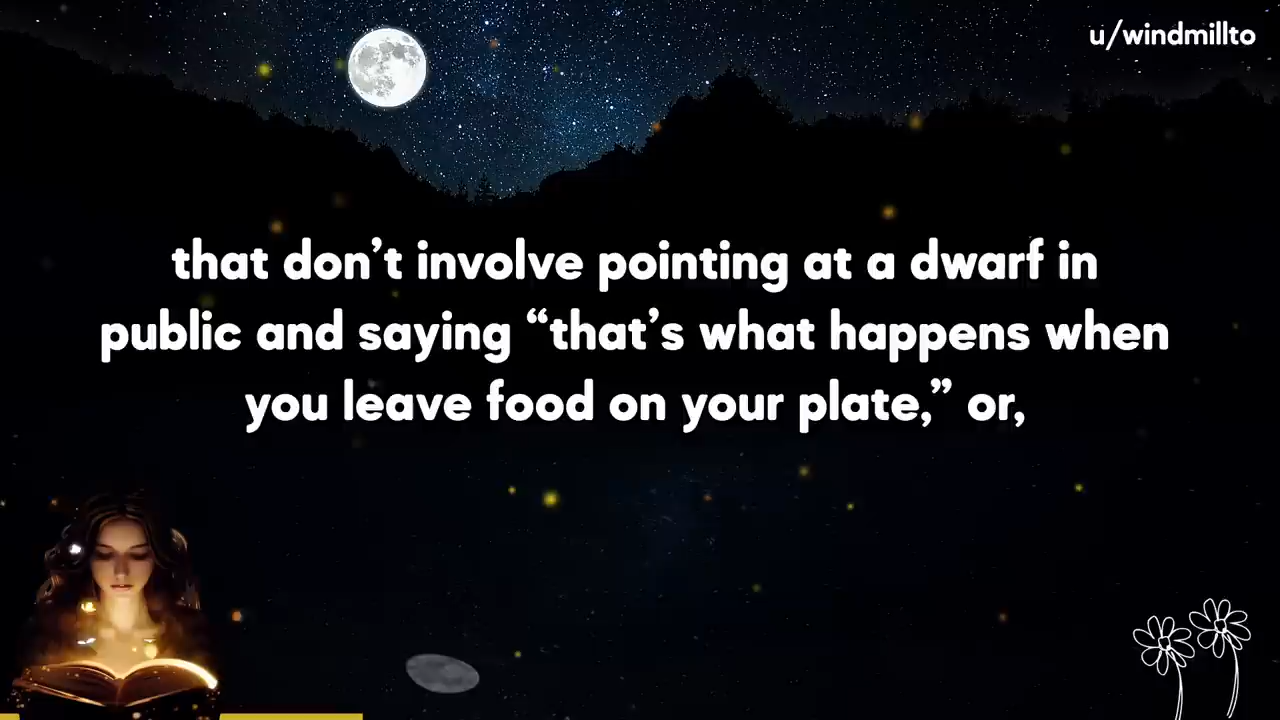 u/windmillto
that don’t involve pointing at a dwarf in
public and saying “that’s what happens when
you leave food on your plate,” or,